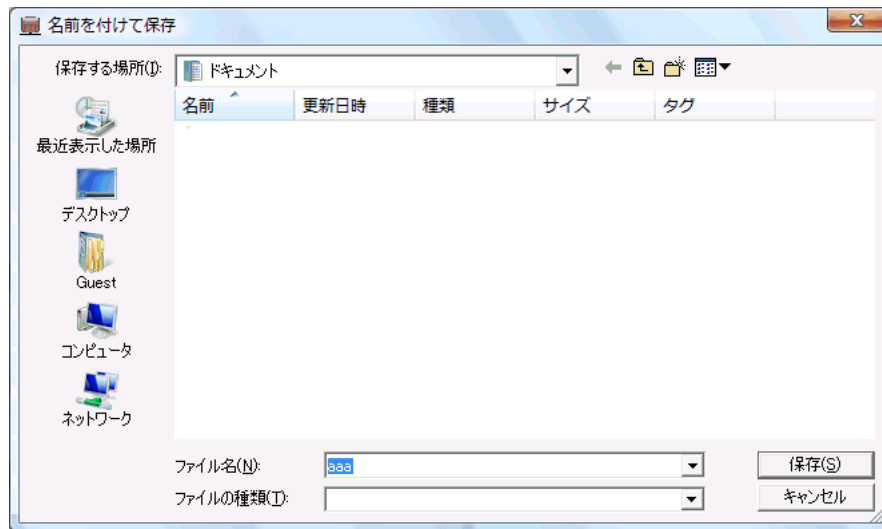 名前を付けて保存
保存する場所(I):
ドキュメント
名前 更新日時 種類 サイズ タグ
最近表示した場所
デスクトップ
Guest
コンピュータ
ネットワーク
ファイル名(N):
aaa
保存(S)
ファイルの種類(T):
キャンセル